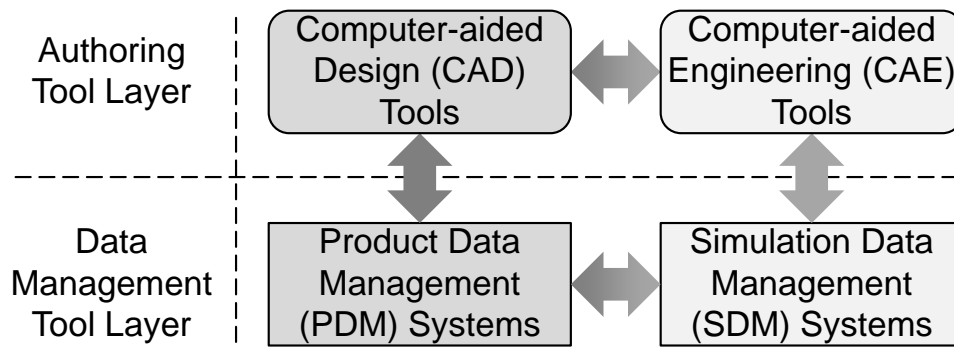 Authoring
Tool Layer
Computer-aided
Design (CAD)
Tools
Computer-aided
Engineering (CAE)
Tools
Data
Management
Tool Layer
Product Data
Management
(PDM) Systems
Simulation Data
Management
(SDM) Systems